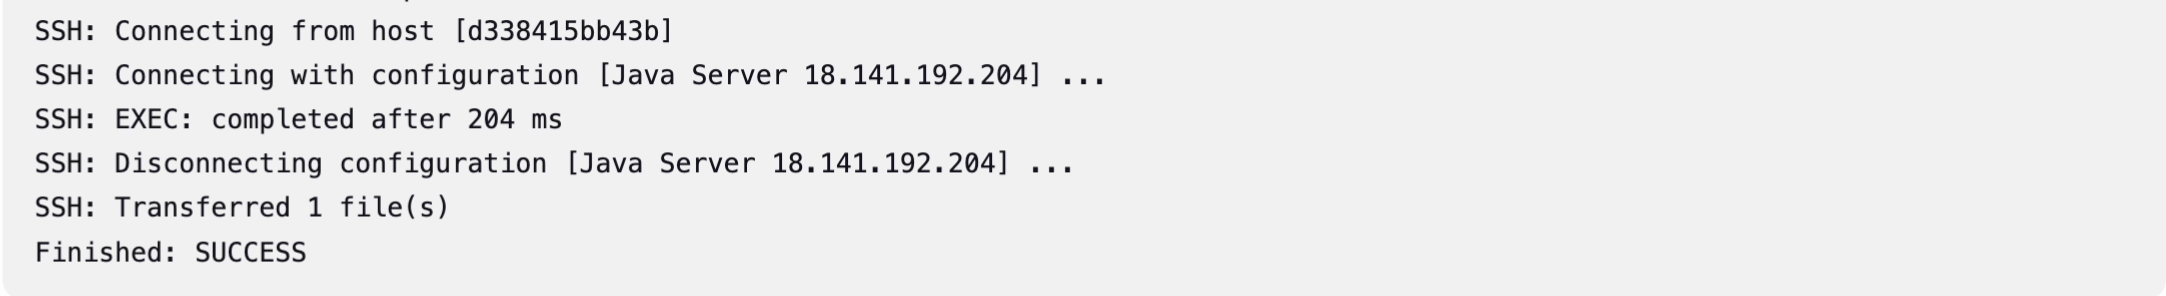 SSH: Connecting from host [d338415bb43b]
SSH: Connecting with configuration [Java Server 18.141.192.204] ...
SSH: EXEC: completed after 204 ms
SSH: Disconnecting configuration [Java Server 18.141.192.204] ...
SSH: Transferred 1 file(s)
Finished: SUCCESS